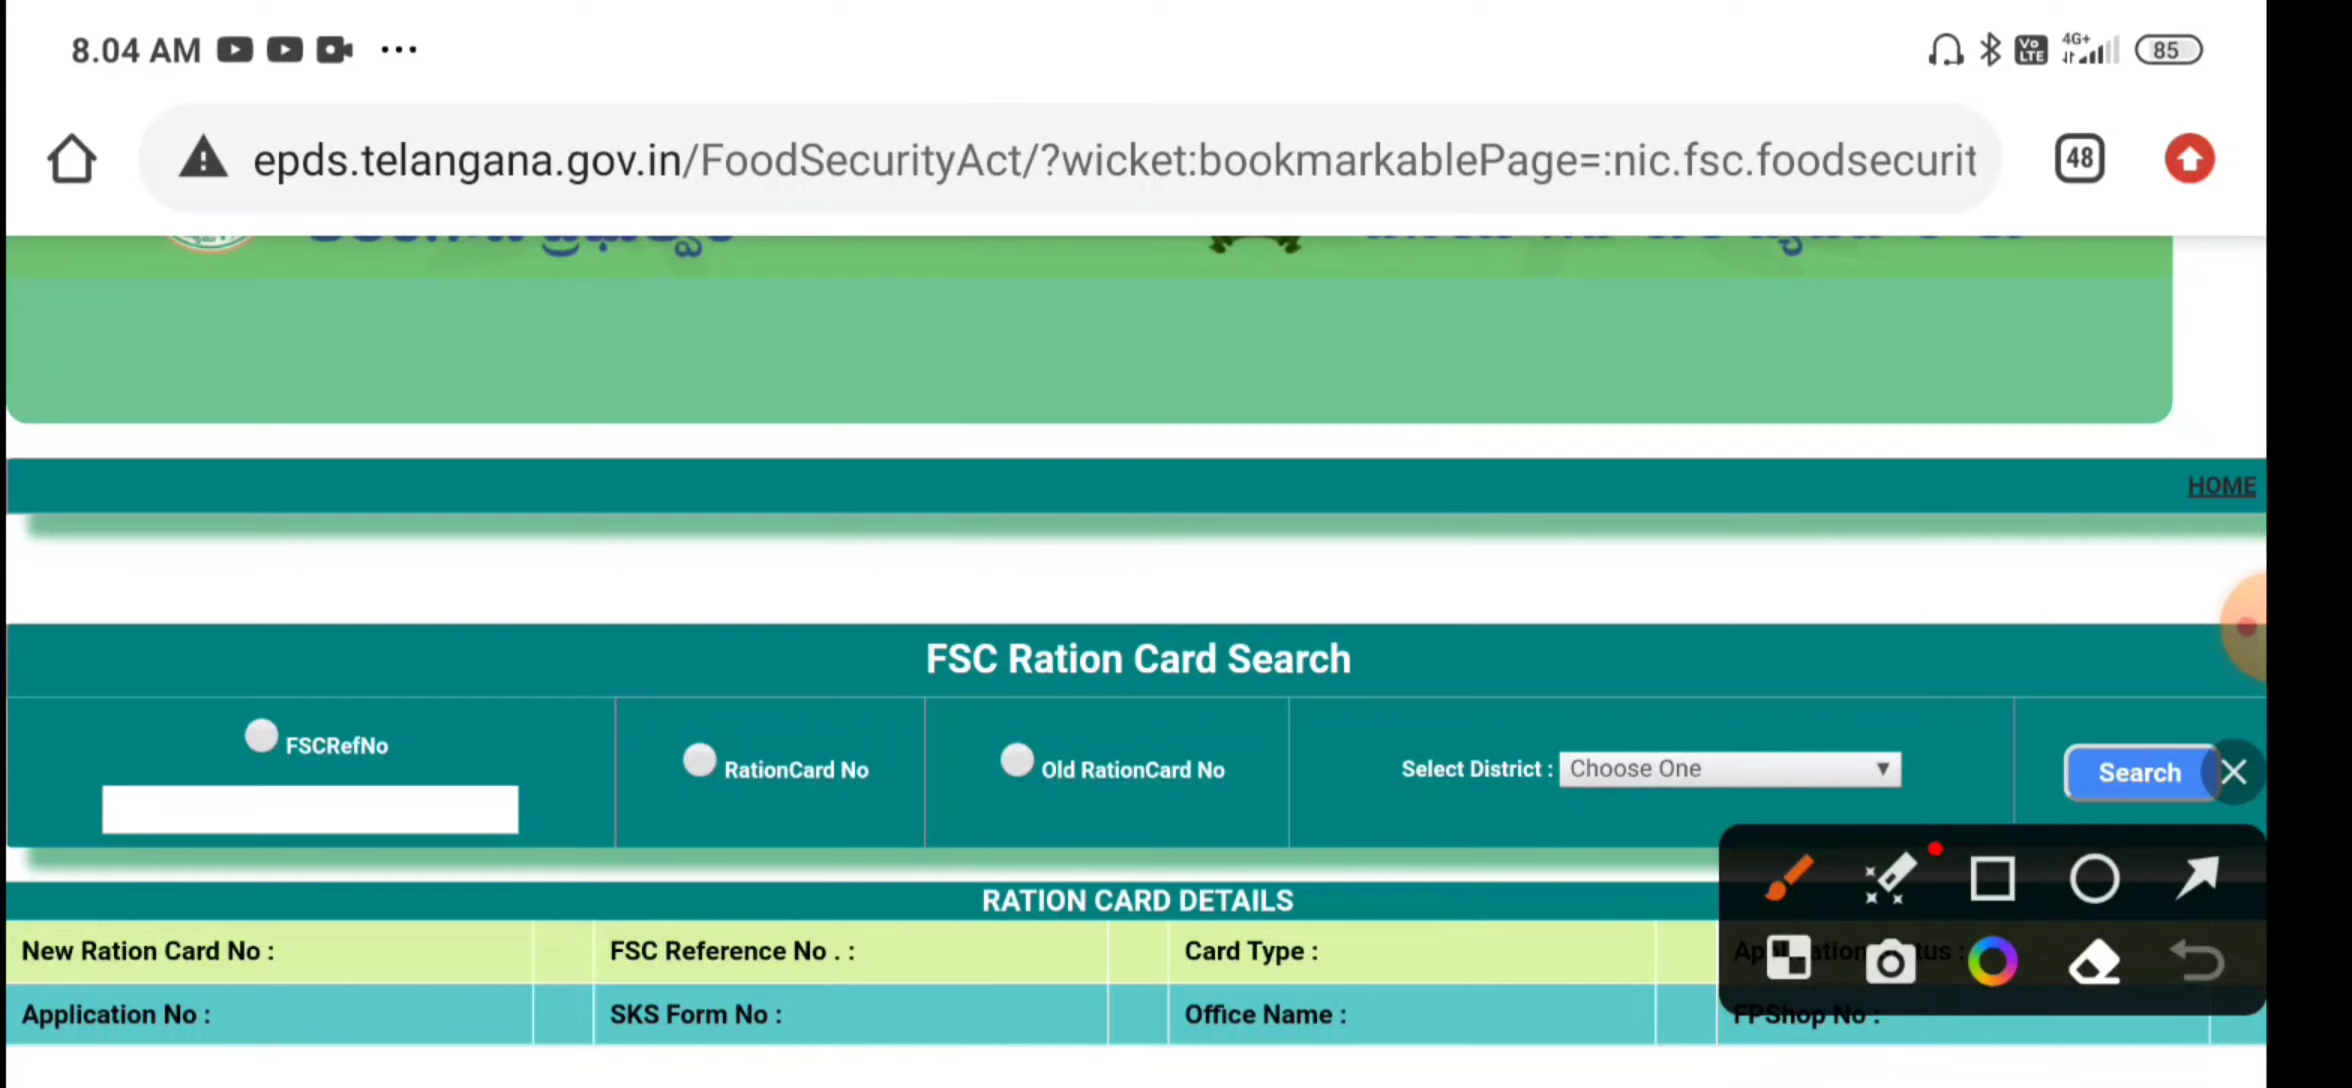 8.04 AM ... Vo LTE 4G+ 85
epds.telangana.gov.in/FoodSecurityAct/?wicket:bookmarkablePage=:nic.fsc.foodsecurit 48
HOME
FSC Ration Card Search
FSCRefNo RationCard No Old RationCard No Select District : Choose One Search
RATION CARD DETAILS
New Ration Card No : FSC Reference No . : Card Type :
Application No : SKS Form No : Office Name : FPShop No :